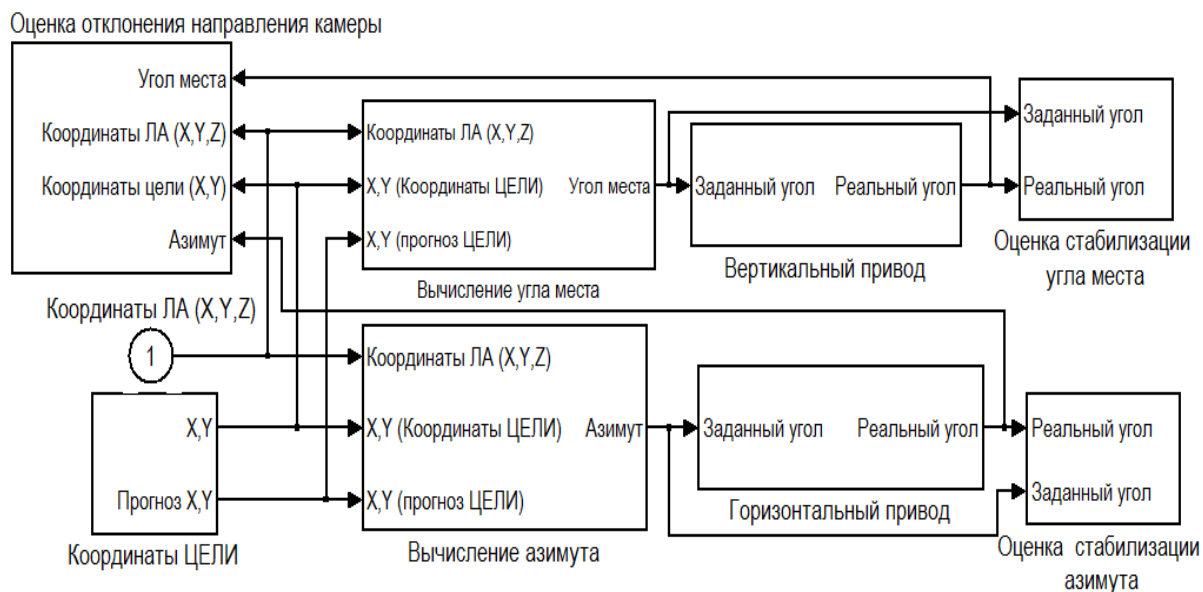 Оценка отклонения направления камеры
Угол места
Координаты ЛА (X,Y,Z)
Координаты цели (X,Y)
Азимут
Координаты ЛА (X,Y,Z)
X,Y (Координаты ЦЕЛИ)
Угол места
X,Y (прогноз ЦЕЛИ)
Вычисление угла места
Заданный угол
Реальный угол
Вертикальный привод
Заданный угол
Реальный угол
Оценка стабилизации
угла места
Координаты ЛА (X,Y,Z)
1
X,Y
Прогноз X,Y
Координаты ЦЕЛИ
Координаты ЛА (X,Y,Z)
X,Y (Координаты ЦЕЛИ)
Азимут
X,Y (прогноз ЦЕЛИ)
Вычисление азимута
Заданный угол
Реальный угол
Горизонтальный привод
Реальный угол
Заданный угол
Оценка стабилизации
азимута